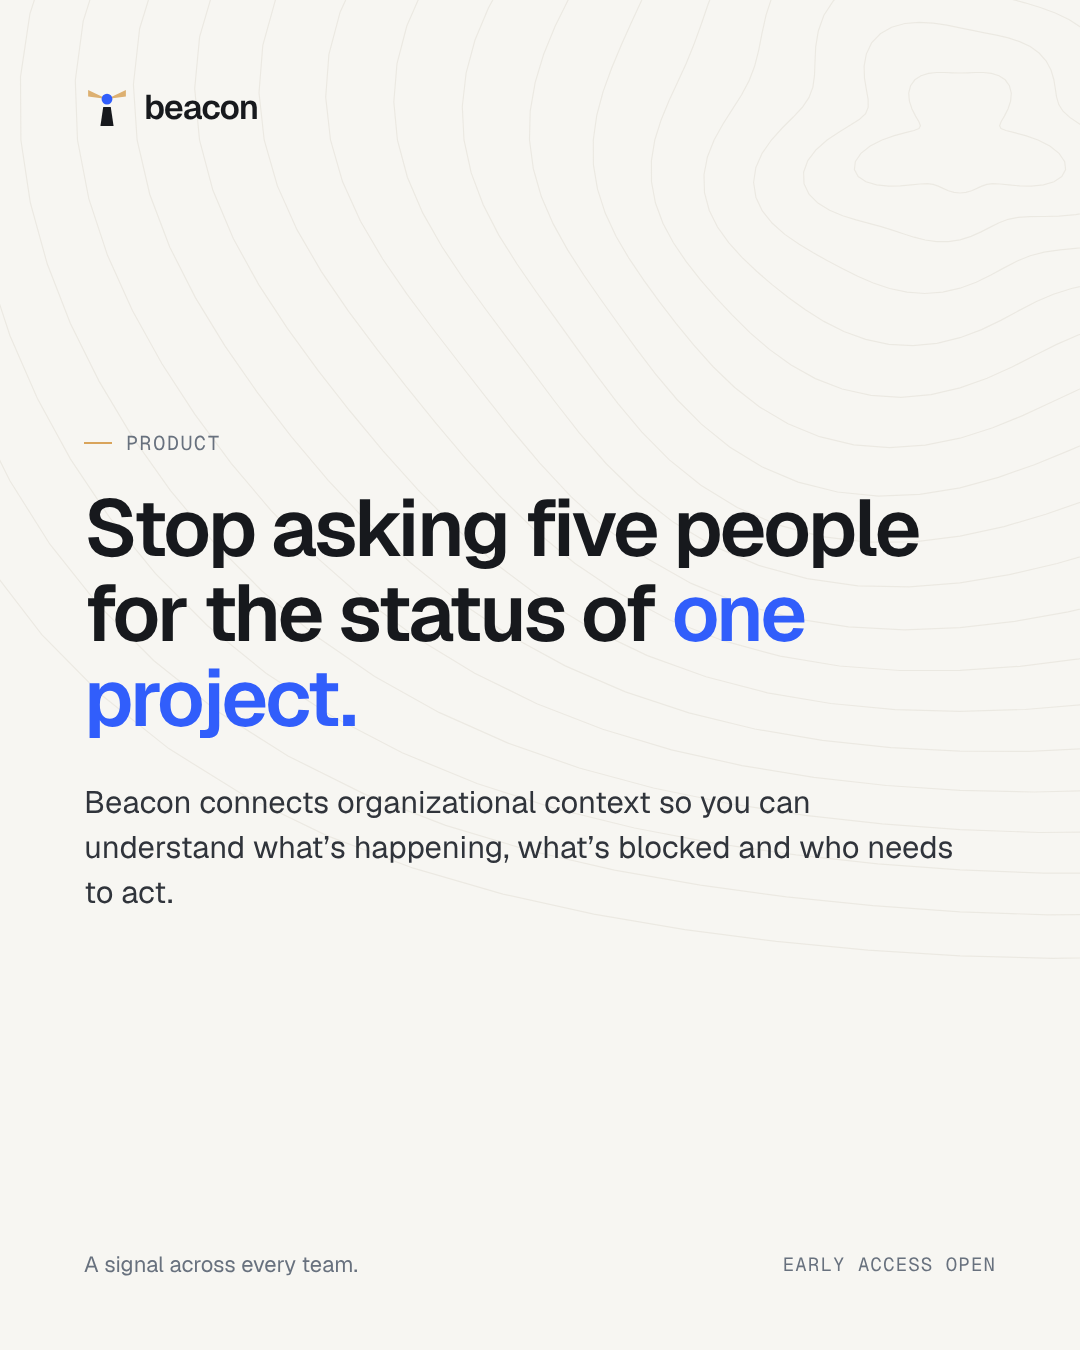 beacon
PRODUCT
Stop asking five people
for the status of one
project.
Beacon connects organizational context so you can
understand what’s happening, what’s blocked and who needs
to act.
A signal across every team.
EARLY ACCESS OPEN